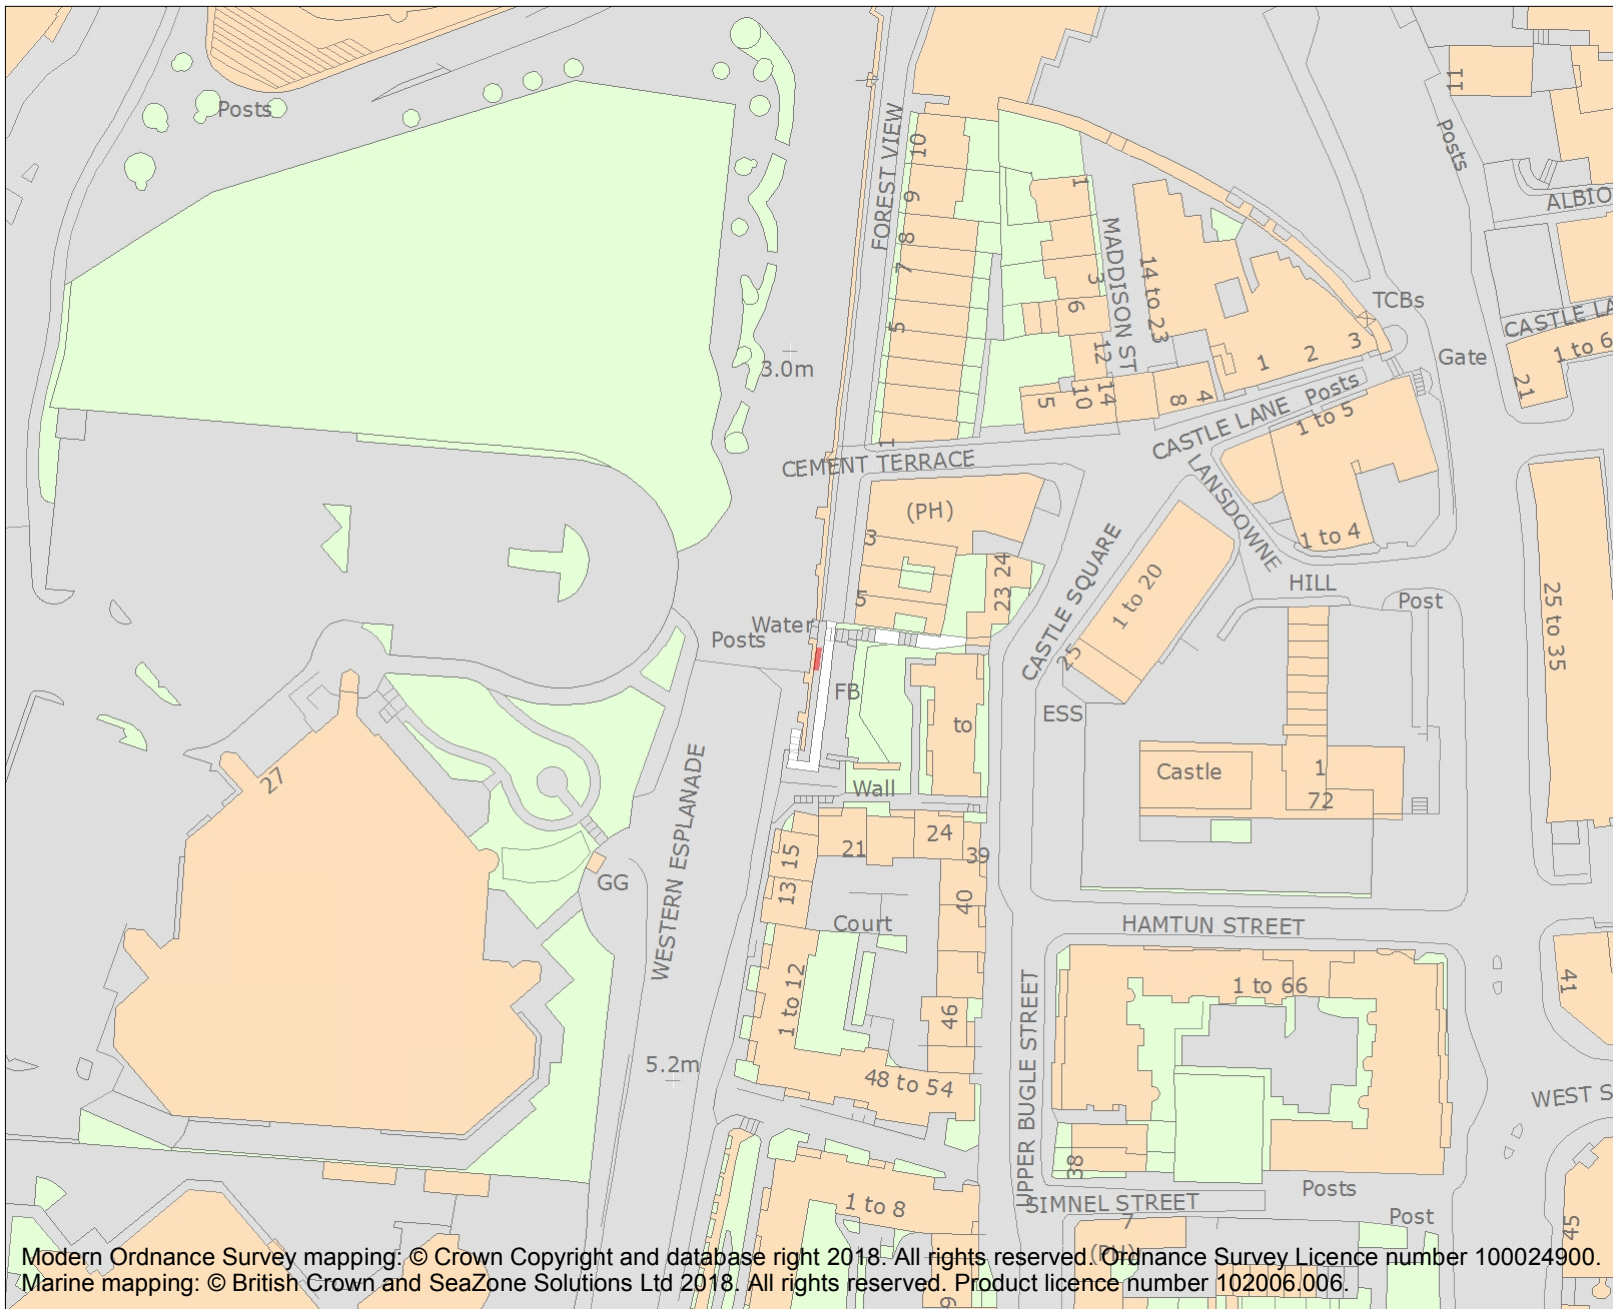 11
Posts
Posts
FOREST VIEW
10
9
8
7
5
1
1
MADDISON ST
3
6
12
14 to 23
ALBIO
TCBs
CASTLE LA
1 to 6
21
Gate
3.0m
1
2
3
5
10
14
8
4
CASTLE LANE
Posts
1 to 5
CEMENT TERRACE
LANSDOWNE
HILL
(PH)
3
5
23 24
1 to 4
CASTLE SQUARE
1 to 20
25
Post
25 to 35
Water
Posts
FB
to
ESS
Castle
1
72
27
WESTERN ESPLANADE
Wall
21
24
39
15
13
40
GG
Court
HAMTUN STREET
41
1 to 12
46
1 to 66
5.2m
48 to 54
UPPER BUGLE STREET
WEST S
38
SIMNEL STREET
Posts
1 to 8
7
(PH)
Post
45
9
Modern Ordnance Survey mapping: © Crown Copyright and database right 2018. All rights reserved. Ordnance Survey Licence number 100024900.
Marine mapping: © British Crown and SeaZone Solutions Ltd 2018. All rights reserved. Product licence number 102006.006.